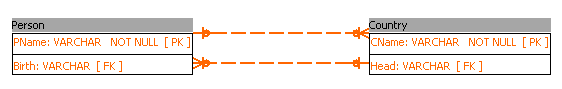 Person
PName: VARCHAR NOT NULL [ PK ]
Birth: VARCHAR [ FK ]
Country
CName: VARCHAR NOT NULL [ PK ]
Head: VARCHAR [ FK ]